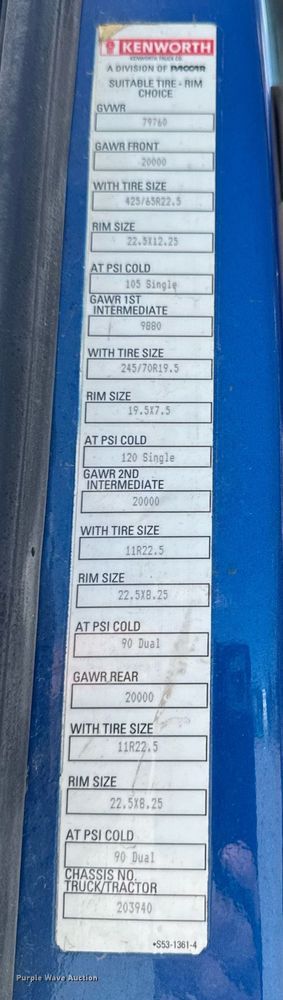 KENWORTH
KENWORTH TRUCK CO.
A DIVISION OF PACCAR
SUITABLE TIRE - RIM
CHOICE
GVWR
79760
GAWR FRONT
20000
WITH TIRE SIZE
425/65R22.5
RIM SIZE
22.5X12.25
AT PSI COLD
105 Single
GAWR 1ST
INTERMEDIATE
9880
WITH TIRE SIZE
245/70R19.5
RIM SIZE
19.5X7.5
AT PSI COLD
120 Single
GAWR 2ND
INTERMEDIATE
20000
WITH TIRE SIZE
11R22.5
RIM SIZE
22.5X8.25
AT PSI COLD
90 Dual
GAWR REAR
20000
WITH TIRE SIZE
11R22.5
RIM SIZE
22.5X8.25
AT PSI COLD
90 Dual
CHASSIS NO.
TRUCK/TRACTOR
203940
•S53-1361-4
Purple Wave Auction